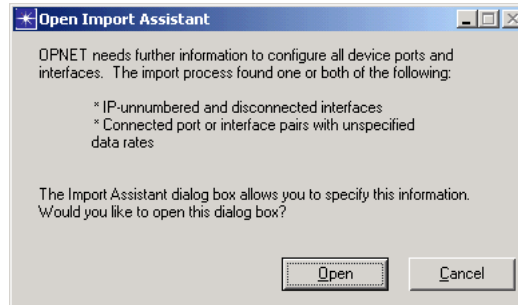 Open Import Assistant
OPNET needs further information to configure all device ports and
interfaces. The import process found one or both of the following:
* IP-unnumbered and disconnected interfaces
* Connected port or interface pairs with unspecified
data rates
The Import Assistant dialog box allows you to specify this information.
Would you like to open this dialog box?
Open
Cancel